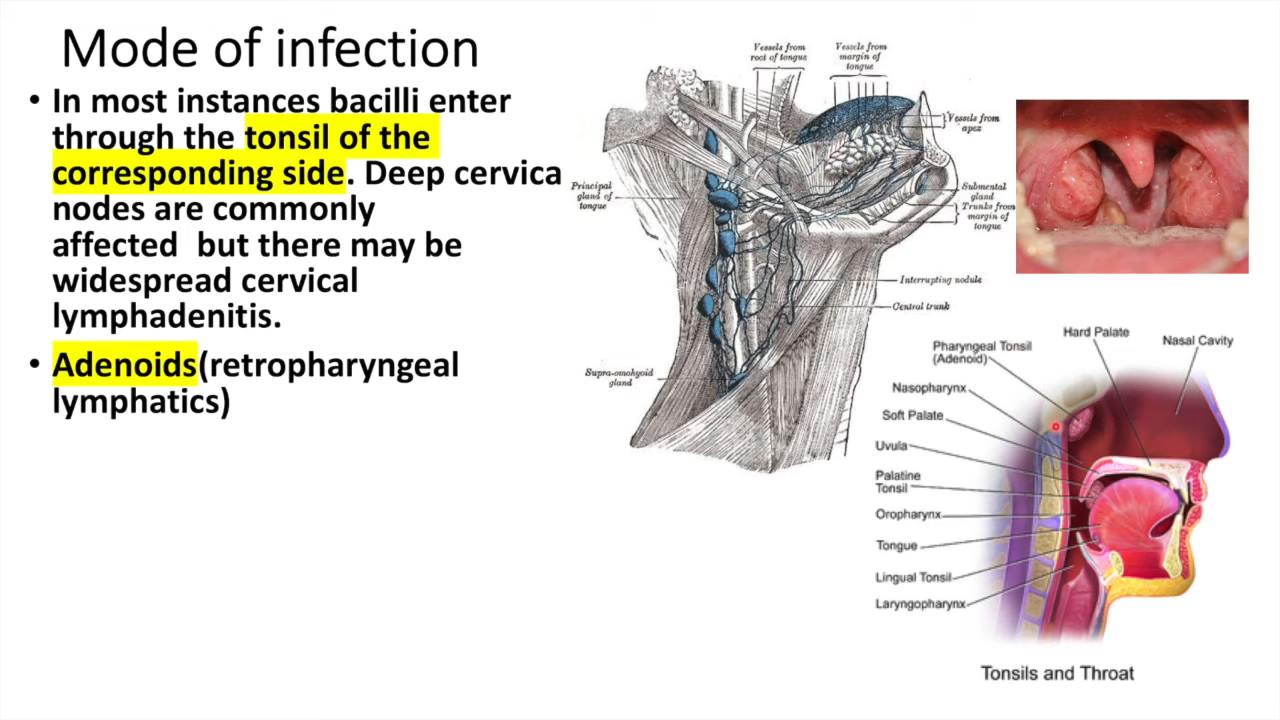 Mode of infection
• In most instances bacilli enter
through the tonsil of the
corresponding side. Deep cervica
nodes are commonly
affected  but there may be
widespread cervical
lymphadenitis.
• Adenoids(retropharyngeal
lymphatics)
Vessels from
root of tongue
Vessels from
margin of
tongue
Vessels from
apex
Principal
gland of
tongue
Submental
gland
Trunks from
margin of
tongue
Interrupting nodule
Central trunk
Supra-omohyoid
gland
Hard Palate
Nasal Cavity
Pharyngeal Tonsil
(Adenoid)
Nasopharynx
Soft Palate
Uvula
Palatine
Tonsil
Oropharynx
Tongue
Lingual Tonsil
Laryngopharynx
Tonsils and Throat